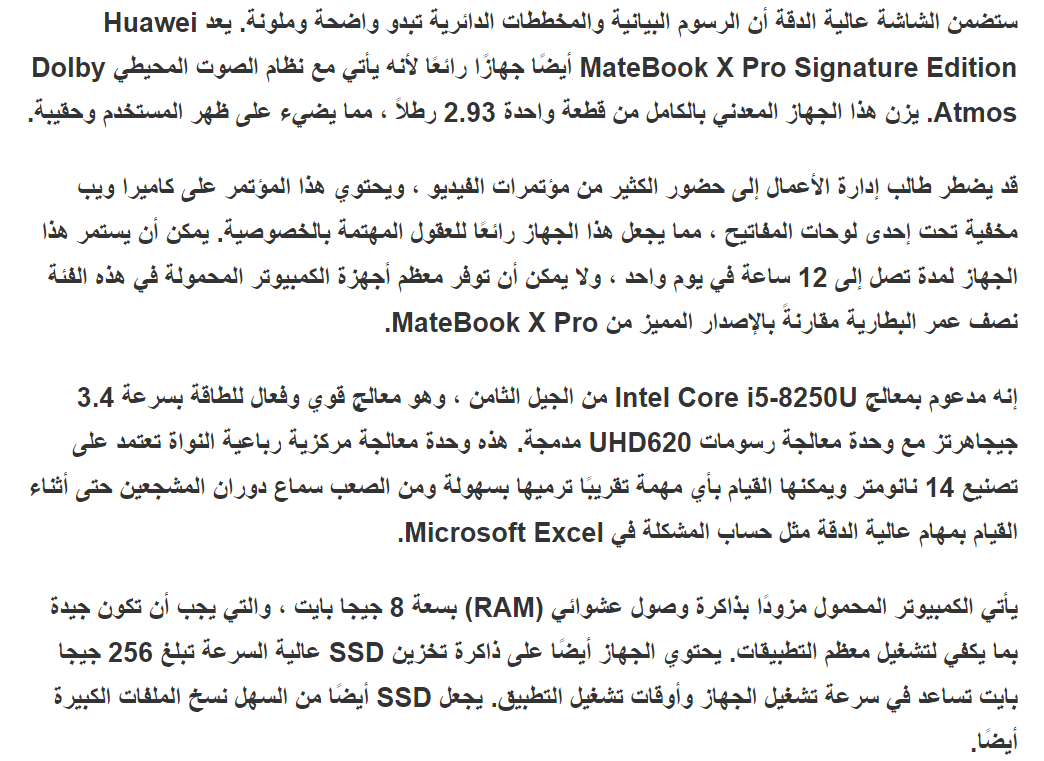 ستضمن الشاشة عالية الدقة أن الرسوم البيانية والمخططات الدائرية تبدو واضحة وملونة. يعد Huawei
MateBook X Pro Signature Edition أيضًا جهازًا رائعًا لأنه يأتي مع نظام الصوت المحيطي Dolby
Atmos. يزن هذا الجهاز المعدني بالكامل من قطعة واحدة 2.93 رطلاً ، مما يضيء على ظهر المستخدم وحقيبة.
قد يضطر طالب إدارة الأعمال إلى حضور الكثير من مؤتمرات الفيديو ، ويحتوي هذا المؤتمر على كاميرا ويب
مخفية تحت إحدى لوحات المفاتيح ، مما يجعل هذا الجهاز رائعًا للعقول المهتمة بالخصوصية. يمكن أن يستمر هذا
الجهاز لمدة تصل إلى 12 ساعة في يوم واحد ، ولا يمكن أن توفر معظم أجهزة الكمبيوتر المحمولة في هذه الفئة
نصف عمر البطارية مقارنةً بالإصدار المميز من MateBook X Pro.
إنه مدعوم بمعالج Intel Core i5-8250U من الجيل الثامن ، وهو معالج قوي وفعال للطاقة بسرعة 3.4
جيجاهرتز مع وحدة معالجة رسومات UHD620 مدمجة. هذه وحدة معالجة مركزية رباعية النواة تعتمد على
تصنيع 14 نانومتر ويمكنها القيام بأي مهمة تقريبًا ترميها بسهولة ومن الصعب سماع دوران المشجعين حتى أثناء
القيام بمهام عالية الدقة مثل حساب المشكلة في Microsoft Excel.
يأتي الكمبيوتر المحمول مزودًا بذاكرة وصول عشوائي (RAM) بسعة 8 جيجا بايت ، والتي يجب أن تكون جيدة
بما يكفي لتشغيل معظم التطبيقات. يحتوي الجهاز أيضًا على ذاكرة تخزين SSD عالية السرعة تبلغ 256 جيجا
بايت تساعد في سرعة تشغيل الجهاز وأوقات تشغيل التطبيق. يجعل SSD أيضًا من السهل نسخ الملفات الكبيرة
أيضًا.